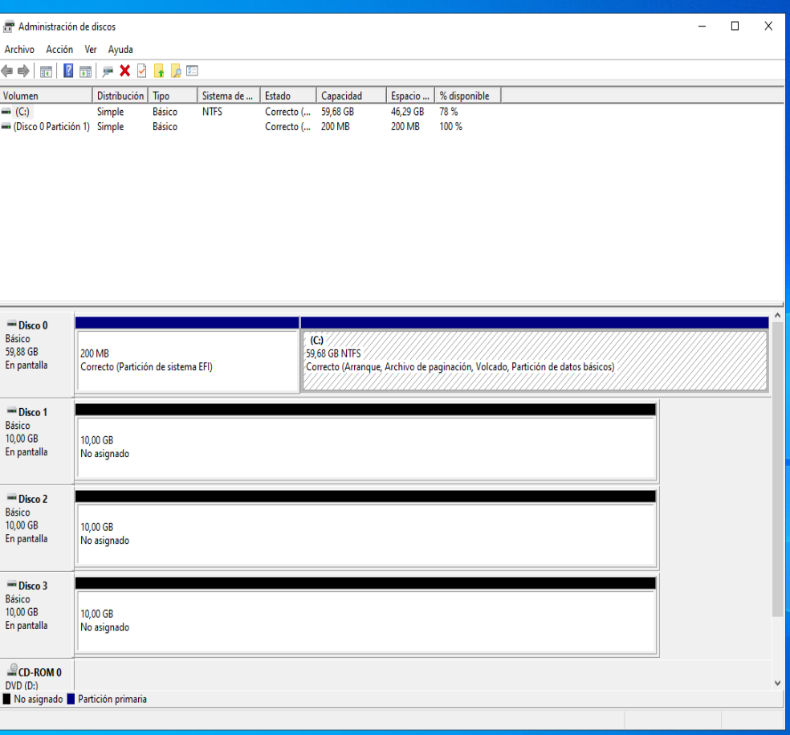 Administración de discos
Archivo Acción Ver Ayuda
Volumen Distribución Tipo Sistema de ... Estado Capacidad Espacio ... % disponible
(C:) Simple Básico NTFS Correcto (... 59,68 GB 46,29 GB 78 %
(Disco 0 Partición 1) Simple Básico Correcto (... 200 MB 200 MB 100 %
Disco 0
Básico
59,88 GB
En pantalla
200 MB
Correcto (Partición de sistema EFI)
(C:)
59,68 GB NTFS
Correcto (Arranque, Archivo de paginación, Volcado, Partición de datos básicos)
Disco 1
Básico
10,00 GB
En pantalla
10,00 GB
No asignado
Disco 2
Básico
10,00 GB
En pantalla
10,00 GB
No asignado
Disco 3
Básico
10,00 GB
En pantalla
10,00 GB
No asignado
CD-ROM 0
DVD (D:)
No asignado Partición primaria